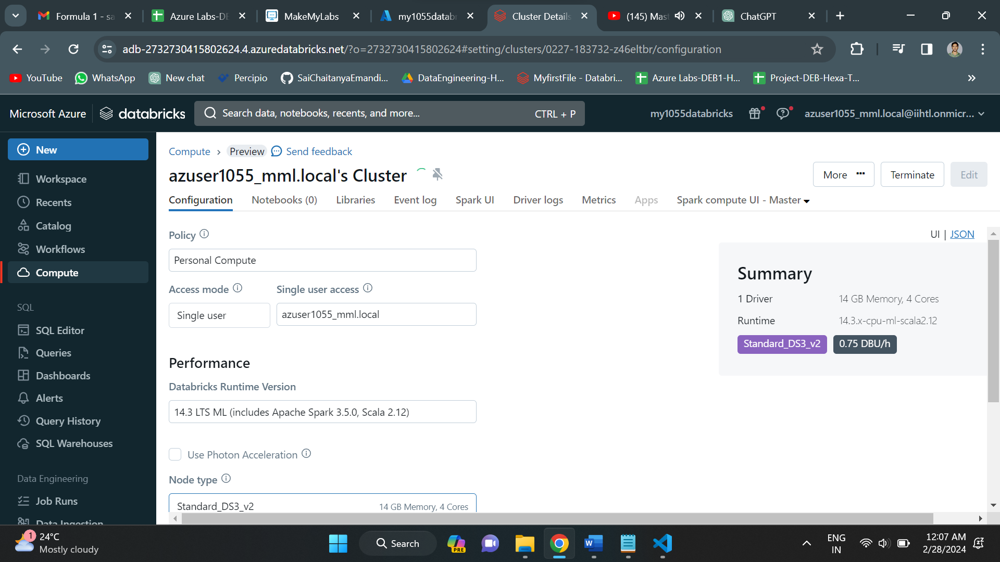 Formula 1 - sa
Azure Labs-DE
MakeMyLabs
my1055databr
Cluster Details
(145) Mast
ChatGPT
adb-2732730415802624.4.azuredatabricks.net/?o=2732730415802624#setting/clusters/0227-183732-z46eltbr/configuration
YouTube
WhatsApp
New chat
Percipio
SaiChaitanyaEmandi...
DataEngineering-H...
MyfirstFile - Databri...
Azure Labs-DEB1-H...
Project-DEB-Hexa-T...
Microsoft Azure
databricks
Search data, notebooks, recents, and more...
CTRL + P
my1055databricks
azuser1055_mml.local@iihtl.onmicr...
New
Workspace
Recents
Catalog
Workflows
Compute
SQL
SQL Editor
Queries
Dashboards
Alerts
Query History
SQL Warehouses
Data Engineering
Job Runs
Data Ingestion
Compute › Preview Send feedback
azuser1055_mml.local's Cluster
More ···
Terminate
Edit
Configuration
Notebooks (0)
Libraries
Event log
Spark UI
Driver logs
Metrics
Apps
Spark compute UI - Master
UI | JSON
Policy
Personal Compute
Access mode
Single user access
Single user
azuser1055_mml.local
Performance
Databricks Runtime Version
14.3 LTS ML (includes Apache Spark 3.5.0, Scala 2.12)
Use Photon Acceleration
Node type
Standard_DS3_v2
14 GB Memory, 4 Cores
Summary
1 Driver
14 GB Memory, 4 Cores
Runtime
14.3.x-cpu-ml-scala2.12
Standard_DS3_v2
0.75 DBU/h
1
24°C
Mostly cloudy
Search
PRE
W
ENG
IN
12:07 AM
2/28/2024